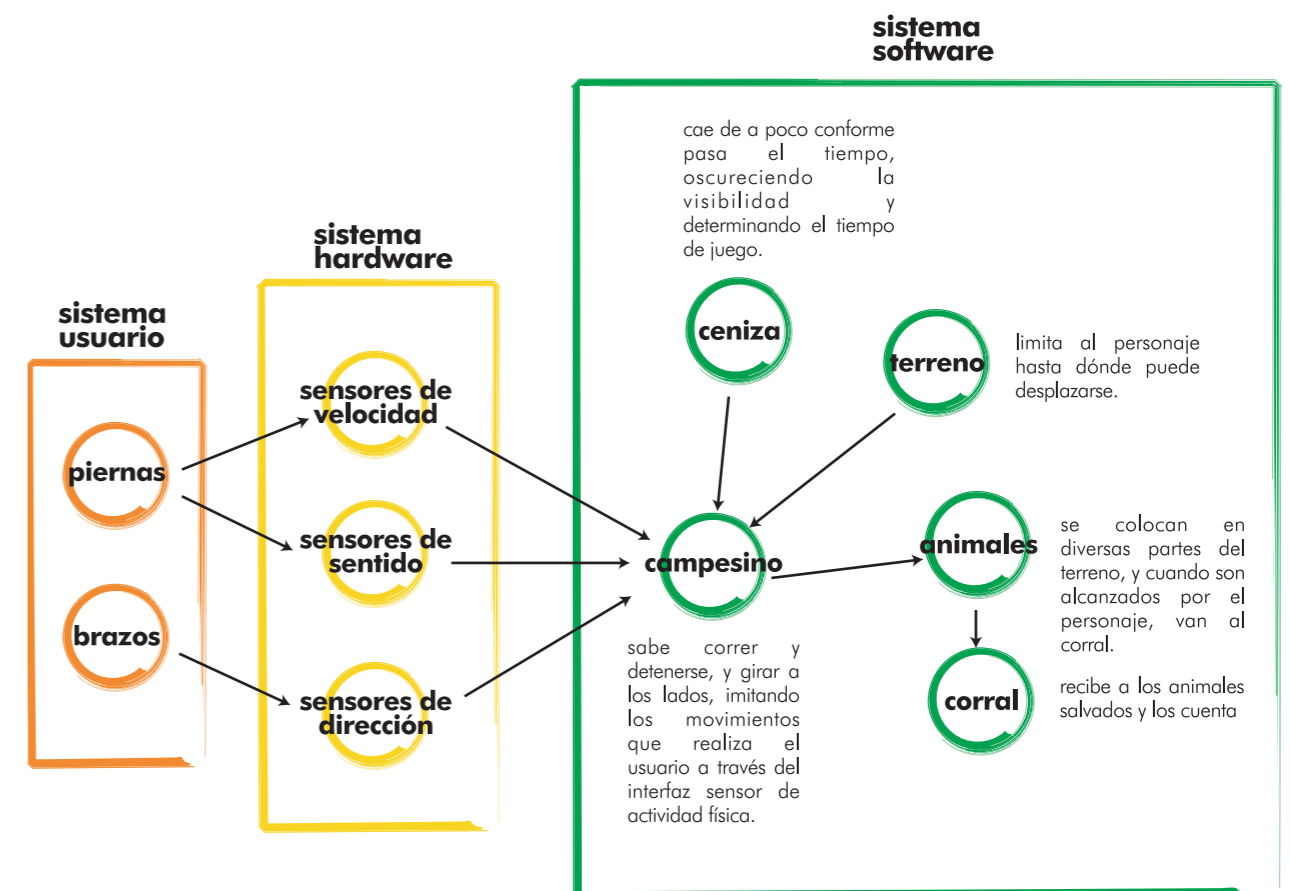 sistema
software
cae de a poco conforme
pasa el tiempo,
oscureciendo la
visibilidad y
determinando el tiempo
de juego.
sistema
hardware
sistema
usuario
ceniza
terreno
limita al personaje
hasta dónde puede
desplazarse.
sensores de
velocidad
piernas
sensores de
sentido
campesino
animales
se colocan en
diversas partes del
terreno, y cuando son
alcanzados por el
personaje, van al
corral.
brazos
sensores de
dirección
sabe correr y
detenerse, y girar a
los lados, imitando
los movimientos
que realiza el
usuario a través del
interfaz sensor de
actividad física.
corral
recibe a los animales
salvados y los cuenta